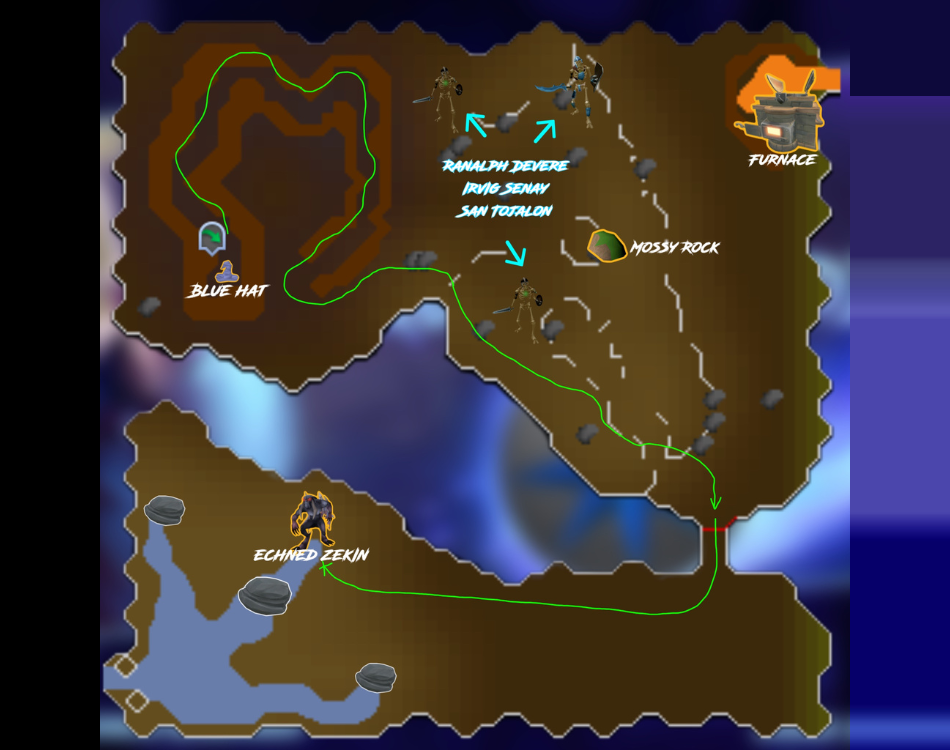 FURNACE
RANALPH DEVERE
IRVIG SENAY
SAN TOJALON
MOSSY ROCK
BLUE HAT
ECHNED ZEKIN